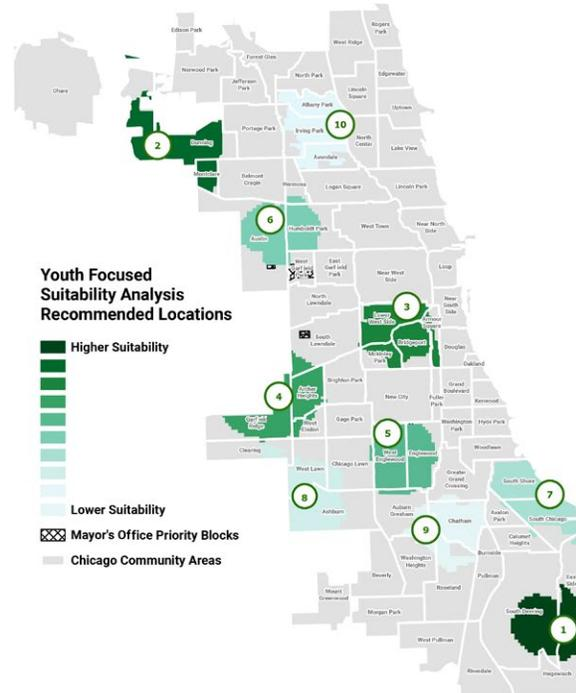 Edison Park
Rogers
Park
West Ridge
Forest Glen
Norwood Park
North Park
Edgewater
Jefferson
Park
Ohare
Lincoln
Square
Albany Park
Uptown
10
Portage Park
Irving Park
North
Center
2
Dunning
Lake View
Avondale
Montclare
Belmont
Cragin
Hermosa
Logan Square
Lincoln Park
6
Humboldt Park
West Town
Near North
Side
Austin
West
Garfield
Park
East
Garfield
Park
Near West
Side
Loop
Youth Focused
Suitability Analysis
Recommended Locations
North
Lawndale
3
Near
South
Side
Lower
West Side
Armour
Square
South
Lawndale
Bridgeport
Douglas
Higher Suitability
McKinley
Park
Oakland
4
Archer
Heights
Brighton Park
Grand
Boulevard
New City
Fuller
Park
Kenwood
Garfield
Ridge
West
Elsdon
Gage Park
Washington
Park
Hyde Park
5
Clearing
West
Englewood
Englewood
Woodlawn
West Lawn
Chicago Lawn
Greater
Grand
Crossing
South Shore
8
7
Lower Suitability
Ashburn
Auburn
Gresham
Chatham
Avalon
Park
South Chicago
9
Mayor's Office Priority Blocks
Calumet
Heights
Burnside
Chicago Community Areas
Washington
Heights
Beverly
Roseland
Pullman
East
Side
Mount
Greenwood
Morgan Park
South Deering
1
West Pullman
Riverdale
Hegewisch